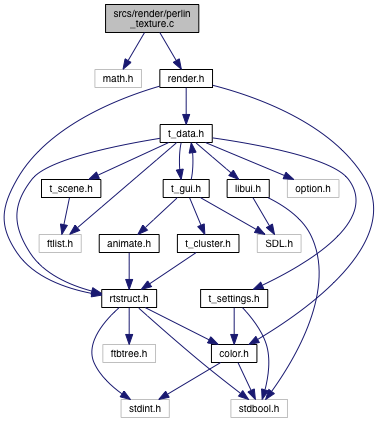 srcs/render/perlin
_texture.c
math.h
render.h
t_data.h
t_scene.h
t_gui.h
libui.h
option.h
ftlist.h
animate.h
t_cluster.h
SDL.h
rtstruct.h
t_settings.h
ftbtree.h
color.h
stdint.h
stdbool.h